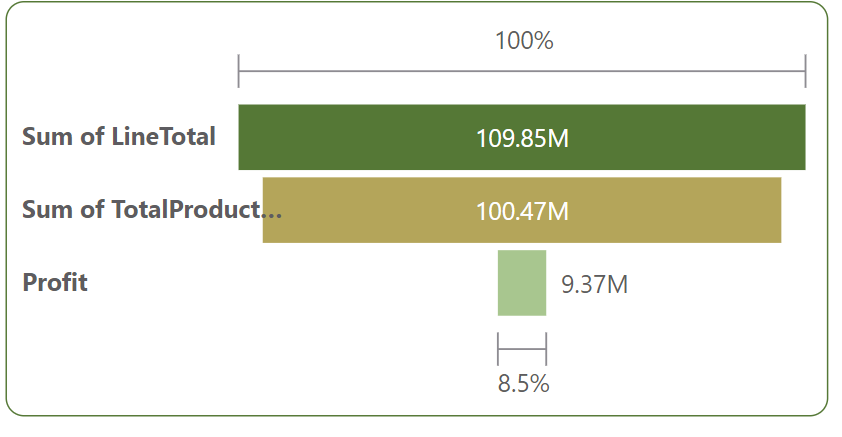 100%
Sum of LineTotal 109.85M
Sum of TotalProduct... 100.47M
Profit 9.37M
8.5%